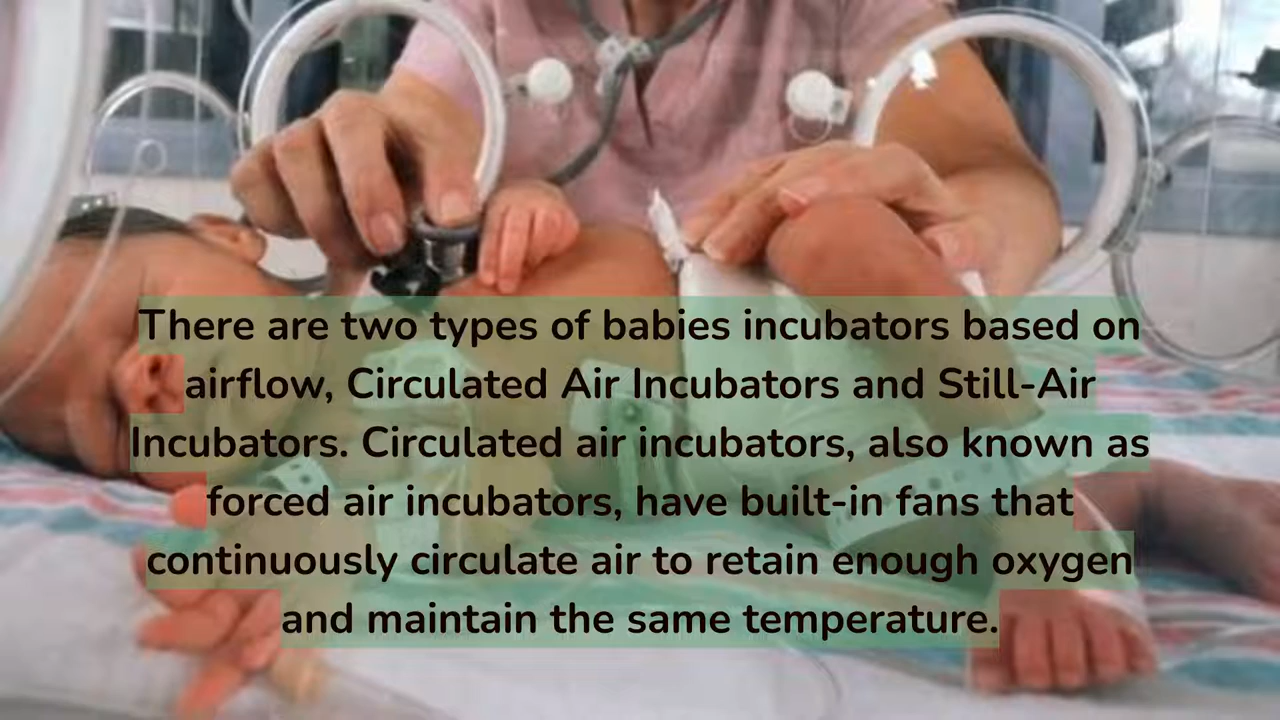 There are two types of babies incubators based on
airflow, Circulated Air Incubators and Still-Air
Incubators. Circulated air incubators, also known as
forced air incubators, have built-in fans that
continuously circulate air to retain enough oxygen
and maintain the same temperature.